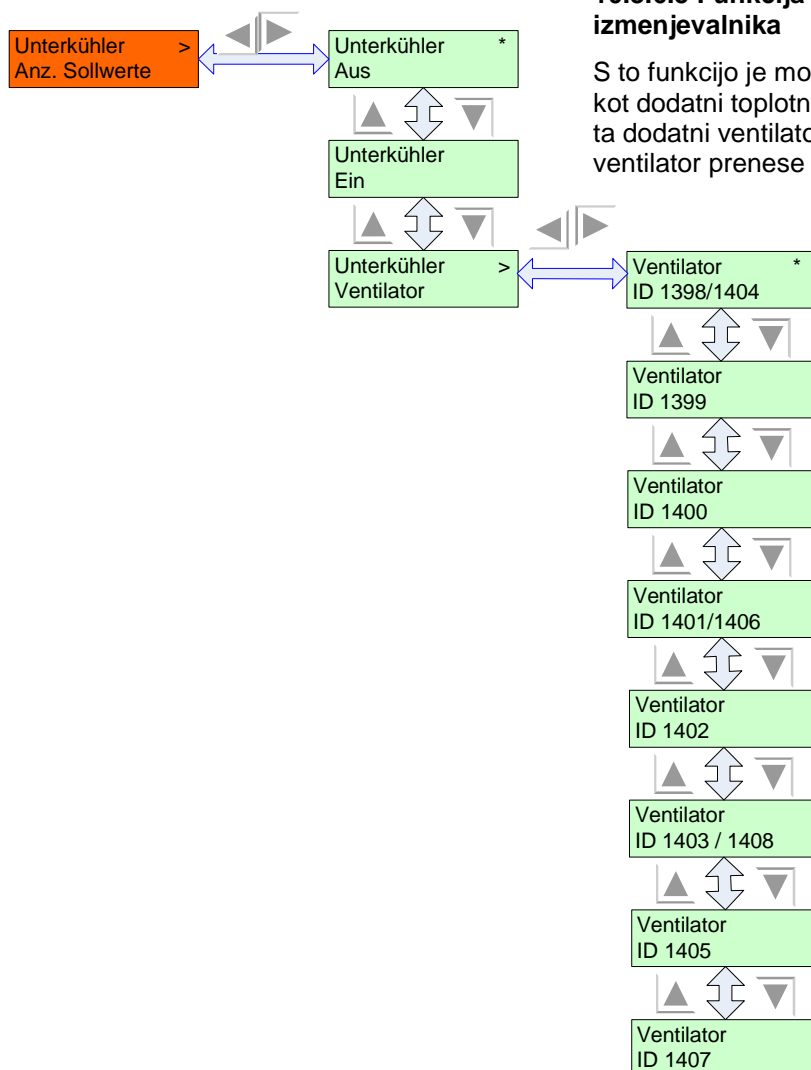 Funkcija
izmenjevalnika
S to funkcijo je mo
kot dodatni toplotn
ta dodatni ventilato
ventilator prenese
Unterkühler >
Anz. Sollwerte
Unterkühler *
Aus
Unterkühler
Ein
Unterkühler >
Ventilator
Ventilator *
ID 1398/1404
Ventilator
ID 1399
Ventilator
ID 1400
Ventilator
ID 1401/1406
Ventilator
ID 1402
Ventilator
ID 1403 / 1408
Ventilator
ID 1405
Ventilator
ID 1407